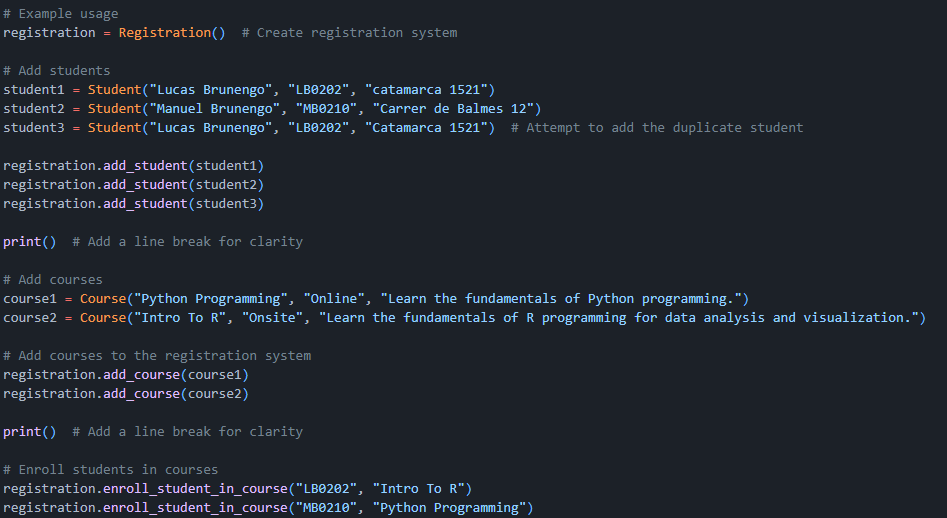 # Example usage
registration = Registration()  # Create registration system
# Add students
student1 = Student("Lucas Brunengo", "LB0202", "catamarca 1521")
student2 = Student("Manuel Brunengo", "MB0210", "Carrer de Balmes 12")
student3 = Student("Lucas Brunengo", "LB0202", "Catamarca 1521")  # Attempt to add the duplicate student
registration.add_student(student1)
registration.add_student(student2)
registration.add_student(student3)
print()  # Add a line break for clarity
# Add courses
course1 = Course("Python Programming", "Online", "Learn the fundamentals of Python programming.")
course2 = Course("Intro To R", "Onsite", "Learn the fundamentals of R programming for data analysis and visualization.")
# Add courses to the registration system
registration.add_course(course1)
registration.add_course(course2)
print()  # Add a line break for clarity
# Enroll students in courses
registration.enroll_student_in_course("LB0202", "Intro To R")
registration.enroll_student_in_course("MB0210", "Python Programming")